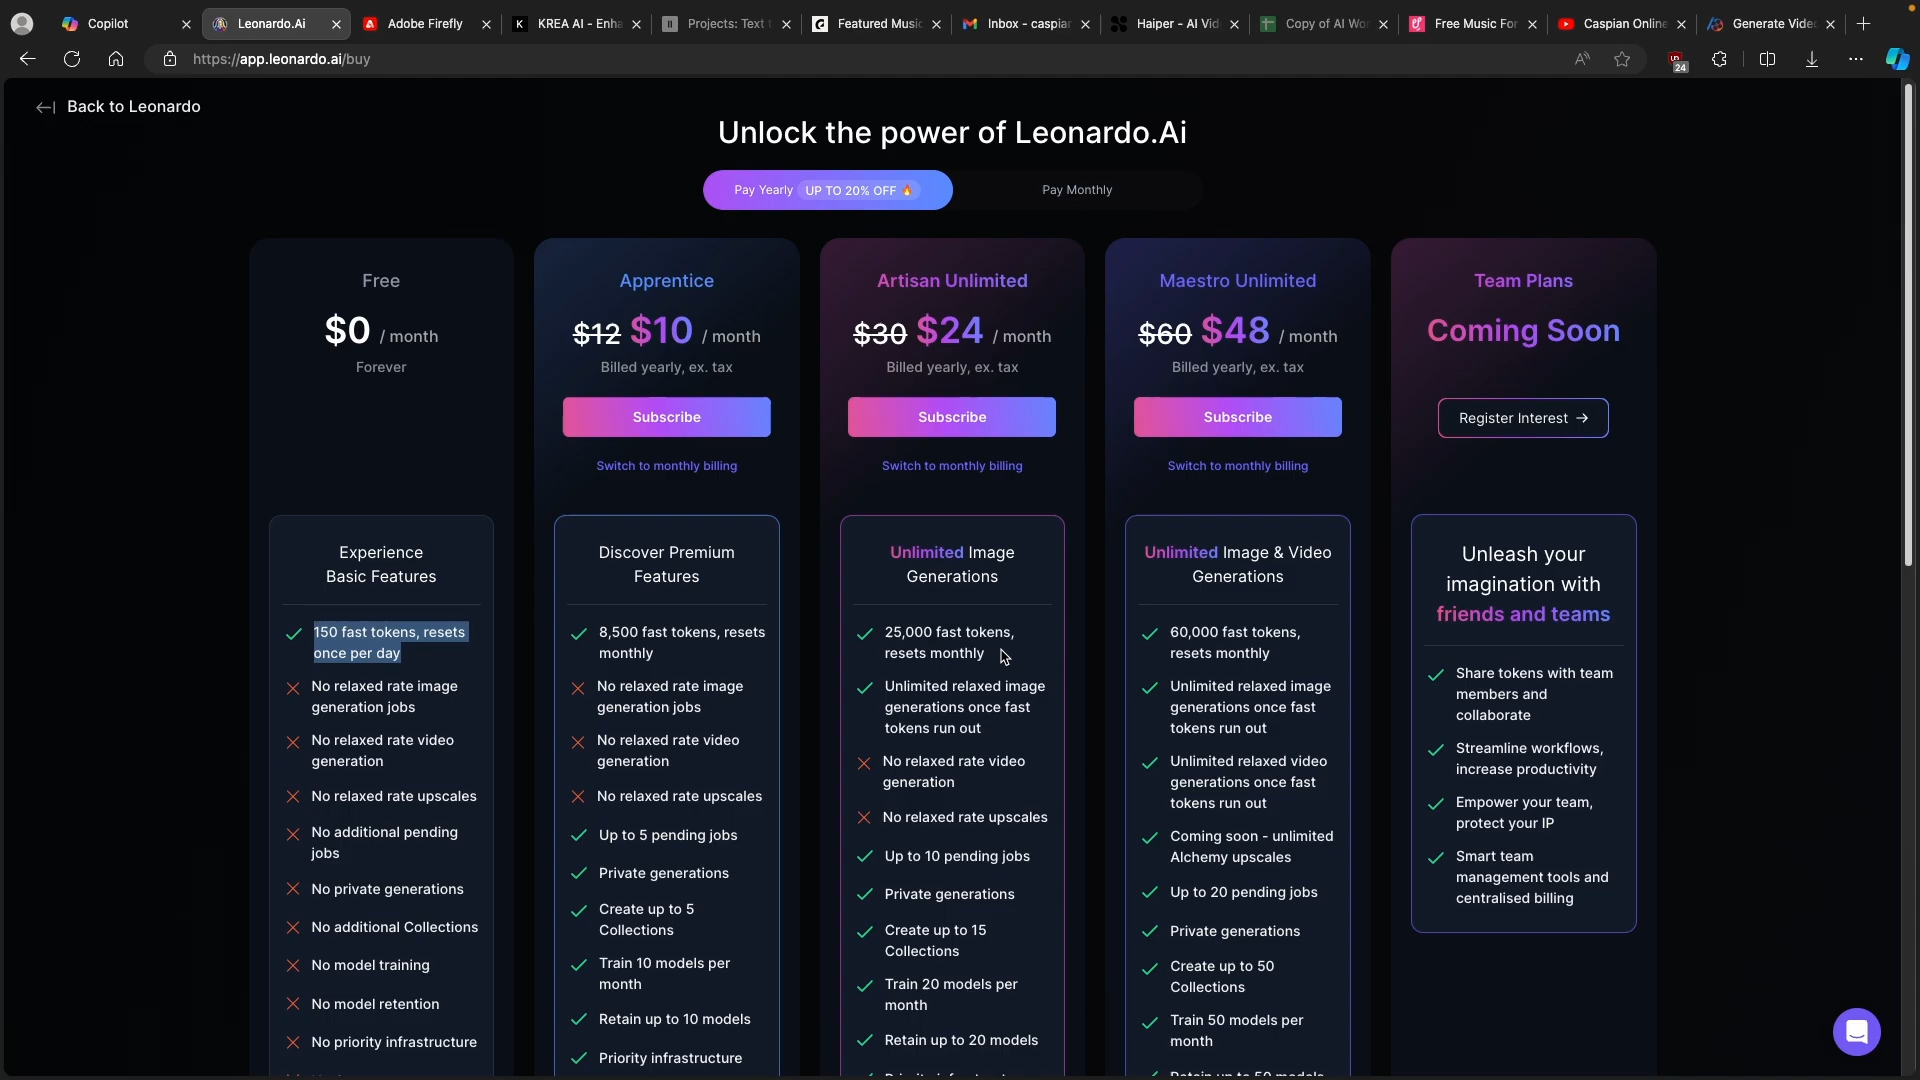 Copilot
Leonardo.Ai
Adobe Firefly
KREA AI - Enha
Projects: Text t
Featured Music
Inbox - caspian
Haiper - AI Vid
Copy of AI Wor
Free Music For
Caspian Online
Generate Video
https://app.leonardo.ai/buy
24
Back to Leonardo
Unlock the power of Leonardo.Ai
Pay Yearly UP TO 20% OFF 🔥
Pay Monthly
Free
$0 / month
Forever
Experience
Basic Features
150 fast tokens, resets
once per day
No relaxed rate image
generation jobs
No relaxed rate video
generation
No relaxed rate upscales
No additional pending
jobs
No private generations
No additional Collections
No model training
No model retention
No priority infrastructure
Apprentice
$12 $10 / month
Billed yearly, ex. tax
Subscribe
Switch to monthly billing
Discover Premium
Features
8,500 fast tokens, resets
monthly
No relaxed rate image
generation jobs
No relaxed rate video
generation
No relaxed rate upscales
Up to 5 pending jobs
Private generations
Create up to 5
Collections
Train 10 models per
month
Retain up to 10 models
Priority infrastructure
Artisan Unlimited
$30 $24 / month
Billed yearly, ex. tax
Subscribe
Switch to monthly billing
Unlimited Image
Generations
25,000 fast tokens,
resets monthly
Unlimited relaxed image
generations once fast
tokens run out
No relaxed rate video
generation
No relaxed rate upscales
Up to 10 pending jobs
Private generations
Create up to 15
Collections
Train 20 models per
month
Retain up to 20 models
Maestro Unlimited
$60 $48 / month
Billed yearly, ex. tax
Subscribe
Switch to monthly billing
Unlimited Image & Video
Generations
60,000 fast tokens,
resets monthly
Unlimited relaxed image
generations once fast
tokens run out
Unlimited relaxed video
generations once fast
tokens run out
Coming soon - unlimited
Alchemy upscales
Up to 20 pending jobs
Private generations
Create up to 50
Collections
Train 50 models per
month
Retain up to 50 models
Team Plans
Coming Soon
Register Interest →
Unleash your
imagination with
friends and teams
Share tokens with team
members and
collaborate
Streamline workflows,
increase productivity
Empower your team,
protect your IP
Smart team
management tools and
centralised billing